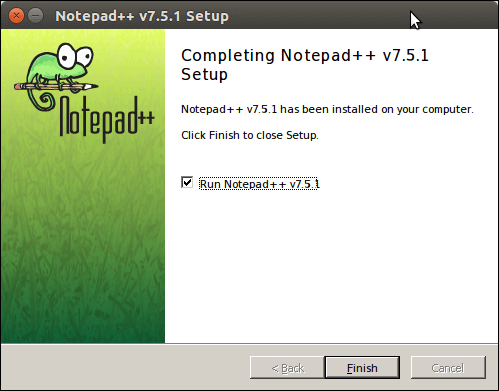 Notepad++ v7.5.1 Setup
Notepad++
Completing Notepad++ v7.5.1
Setup
Notepad++ v7.5.1 has been installed on your computer.
Click Finish to close Setup.
Run Notepad++ v7.5.1
< Back
Finish
Cancel